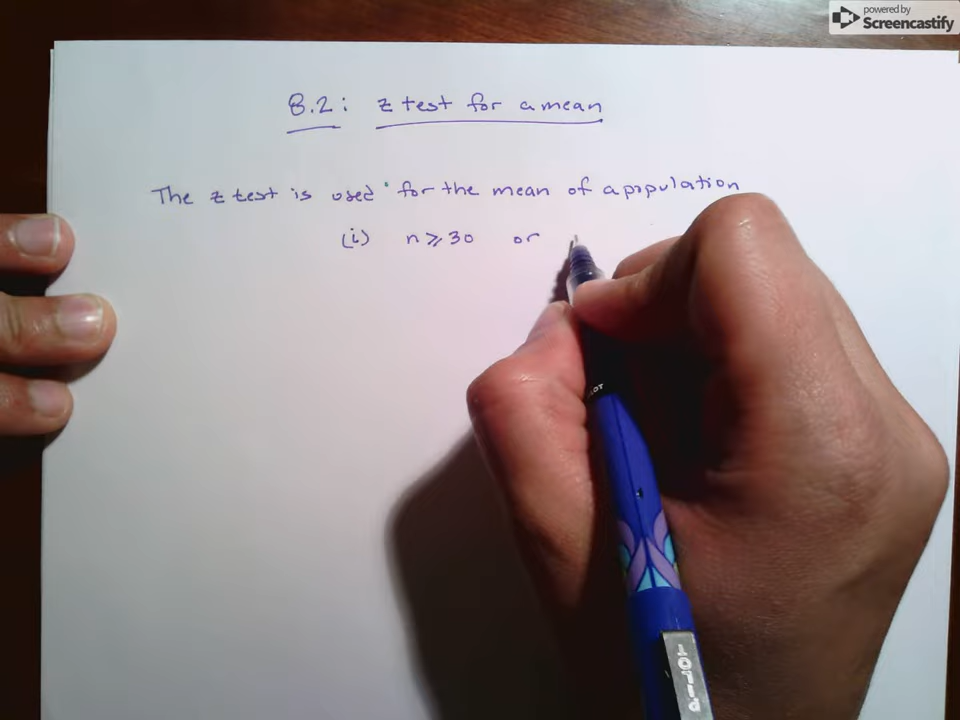 powered by
Screencastify
8.2: z test for a mean
The z test is used for the mean of a population
(i) n ⩾ 30 or
PILOT